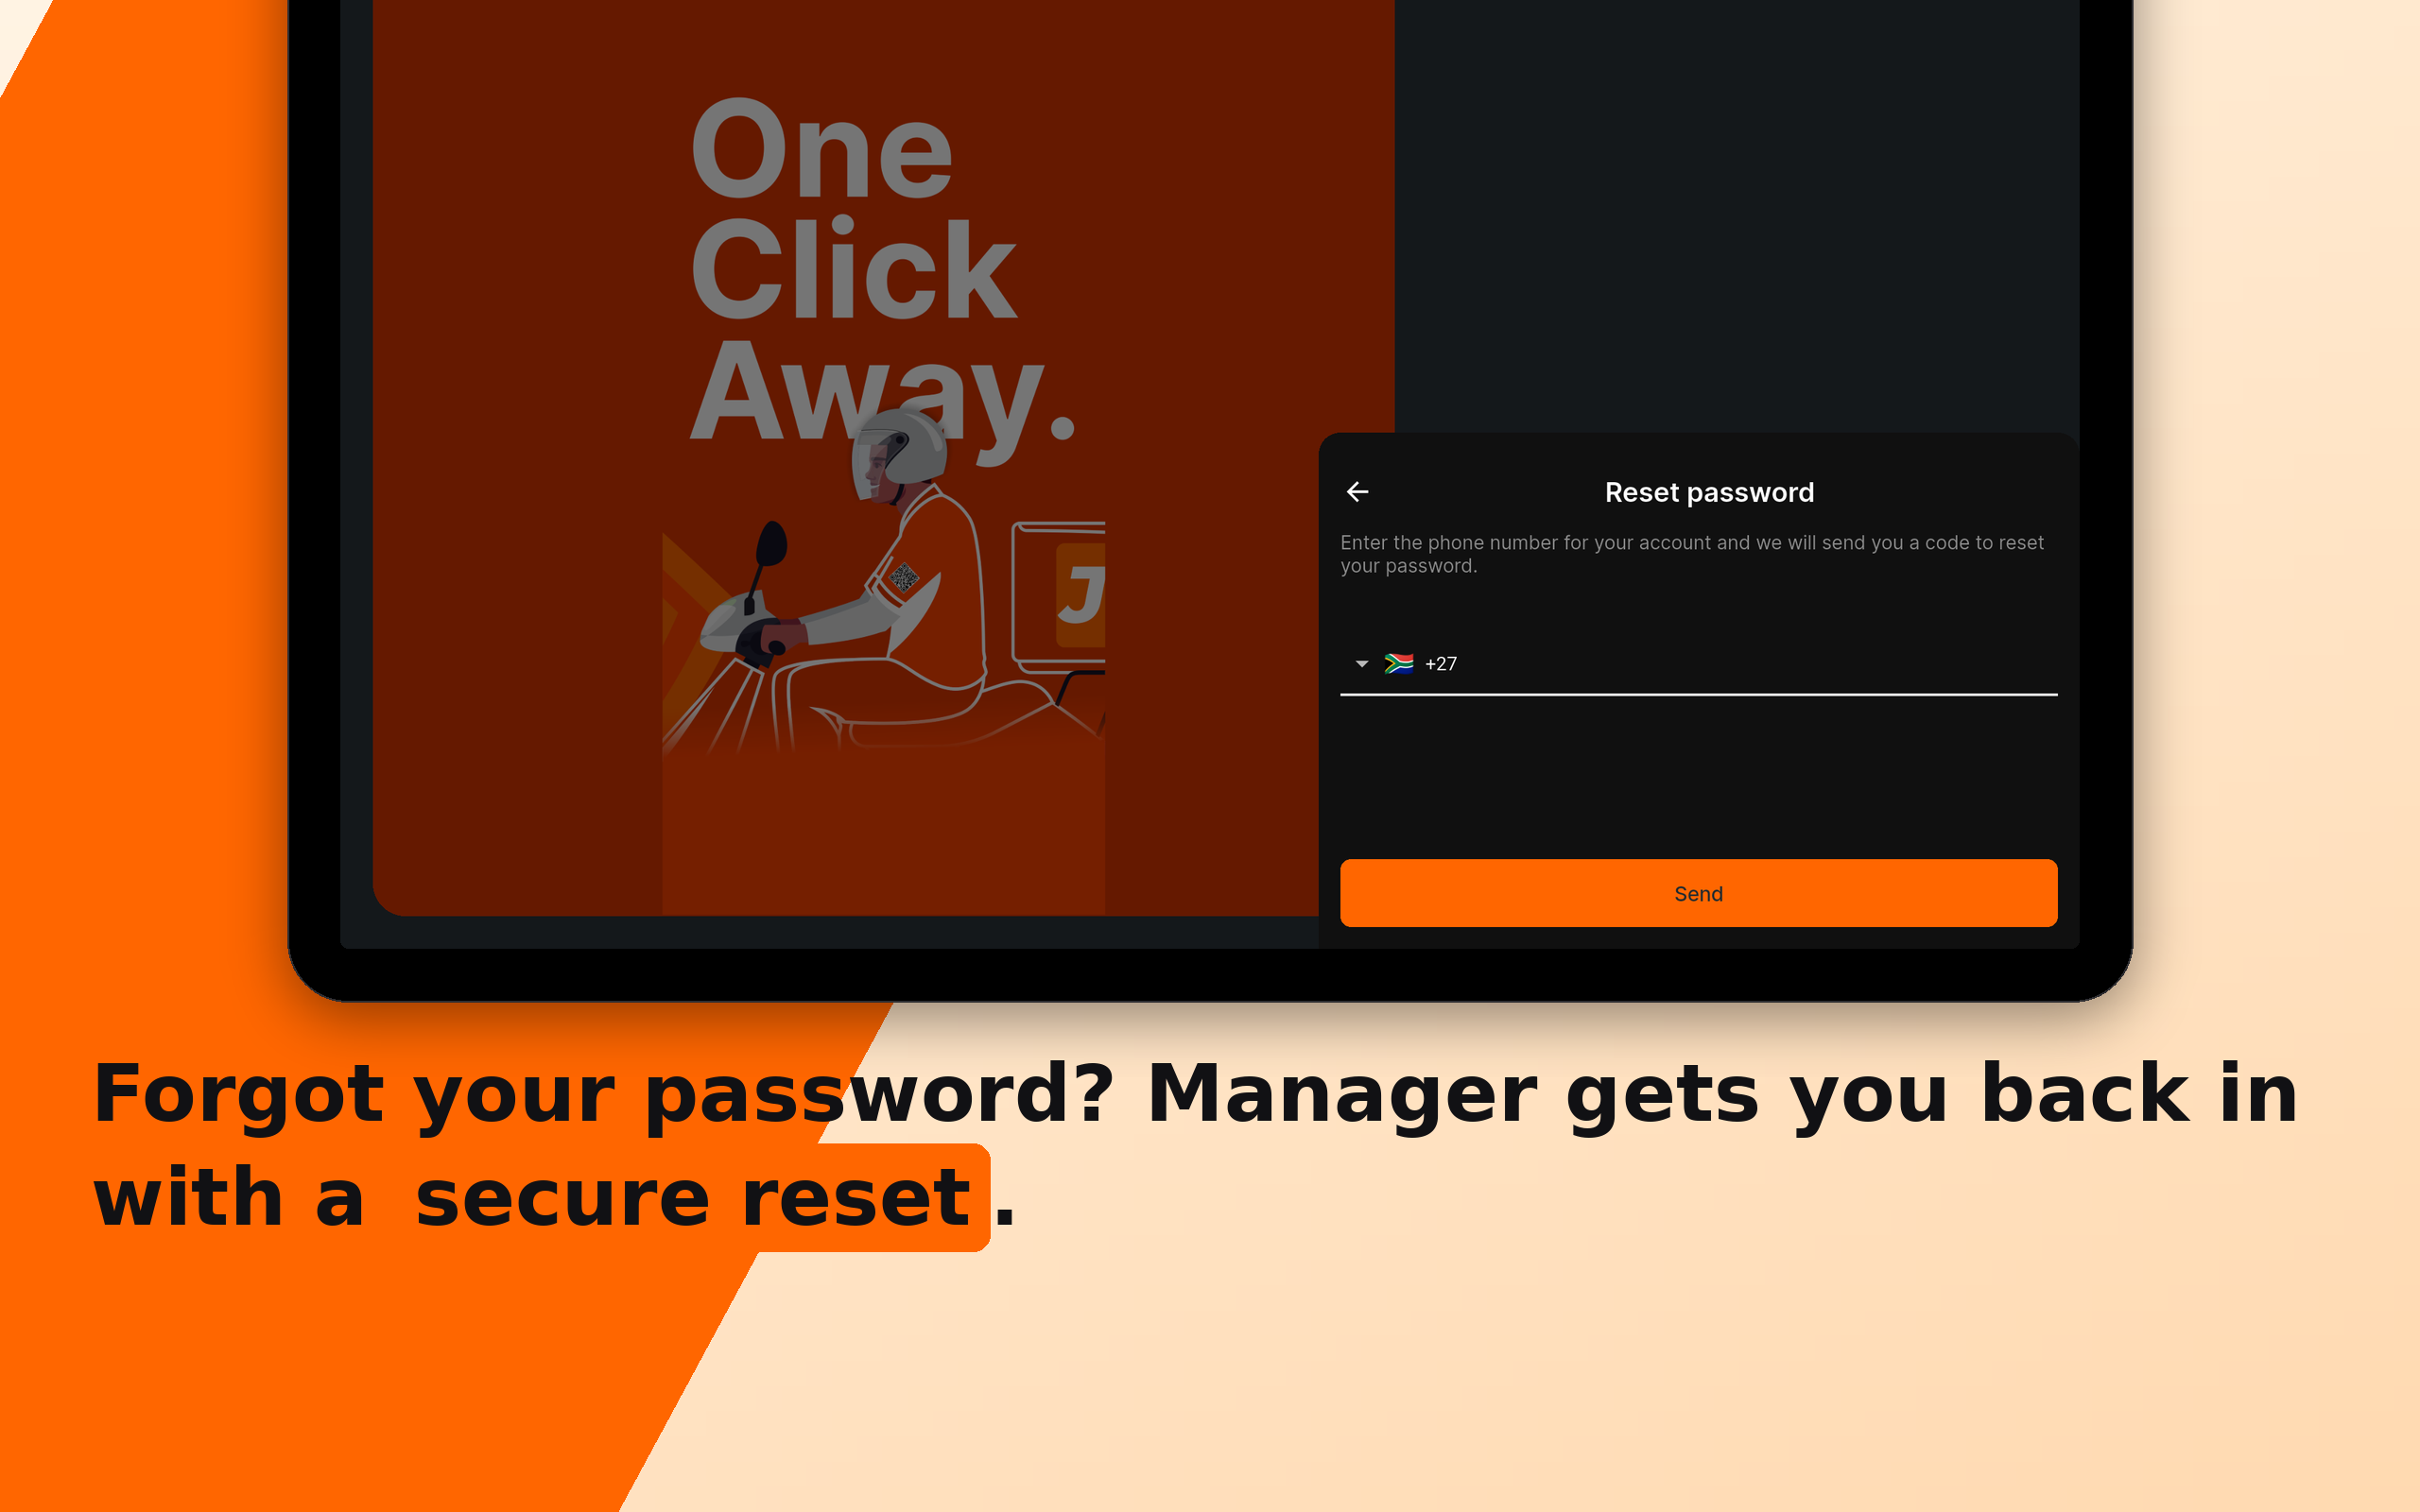 One
Click
Away.
J
Reset password
Enter the phone number for your account and we will send you a code to reset
your password.
+27
Send
Forgot your password? Manager gets you back in
with a secure reset.